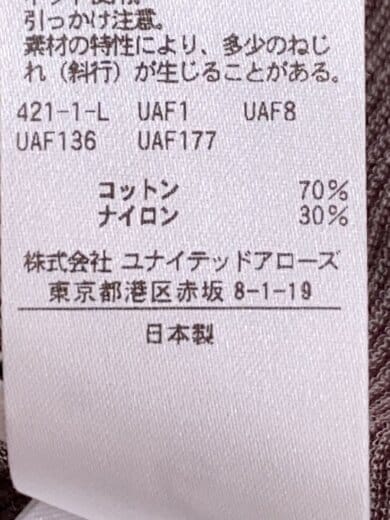 引っかけ注意。
素材の特性により、多少のねじ
れ（斜行）が生じることがある。
421-1-L UAF1 UAF8
UAF136 UAF177
コットン 70%
ナイロン 30%
株式会社 ユナイテッドアローズ
東京都港区赤坂 8-1-19
日本製